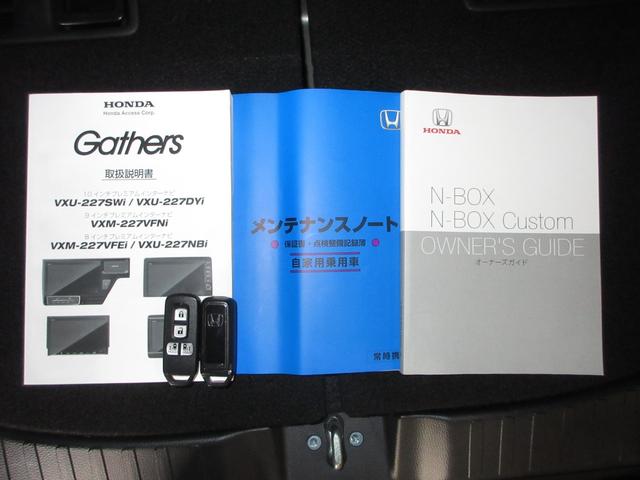 HONDA
Honda Access Corp.
Gathers
取扱説明書
10インチプレミアムインターナビ
VXU-227SWi / VXU-227DYi
9インチプレミアムインターナビ
VXM-227VFNi
8インチプレミアムインターナビ
VXM-227VFEi / VXU-227NBi
メンテナンスノート
保証書・点検整備記録簿
自家用乗用車
常時携
HONDA
N-BOX
N-BOX Custom
OWNER'S GUIDE
オーナーズガイド